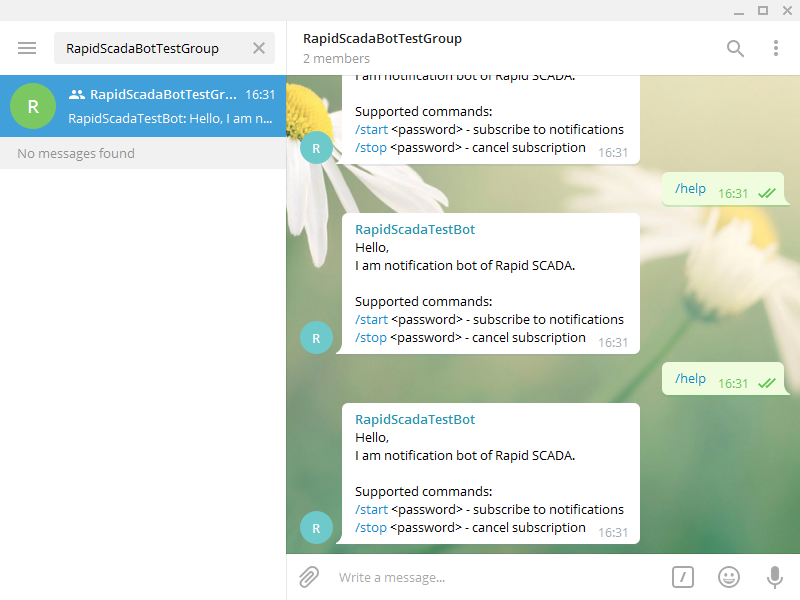 RapidScadaBotTestGroup
RapidScadaBotTestGr... 16:31
RapidScadaTestBot: Hello, I am n...
No messages found
RapidScadaBotTestGroup
2 members
I am notification bot of Rapid SCADA.
Supported commands:
/start <password> - subscribe to notifications
/stop <password> - cancel subscription 16:31
/help 16:31
RapidScadaTestBot
Hello,
I am notification bot of Rapid SCADA.
Supported commands:
/start <password> - subscribe to notifications
/stop <password> - cancel subscription 16:31
/help 16:31
RapidScadaTestBot
Hello,
I am notification bot of Rapid SCADA.
Supported commands:
/start <password> - subscribe to notifications
/stop <password> - cancel subscription 16:31
Write a message...
R
R
R
R